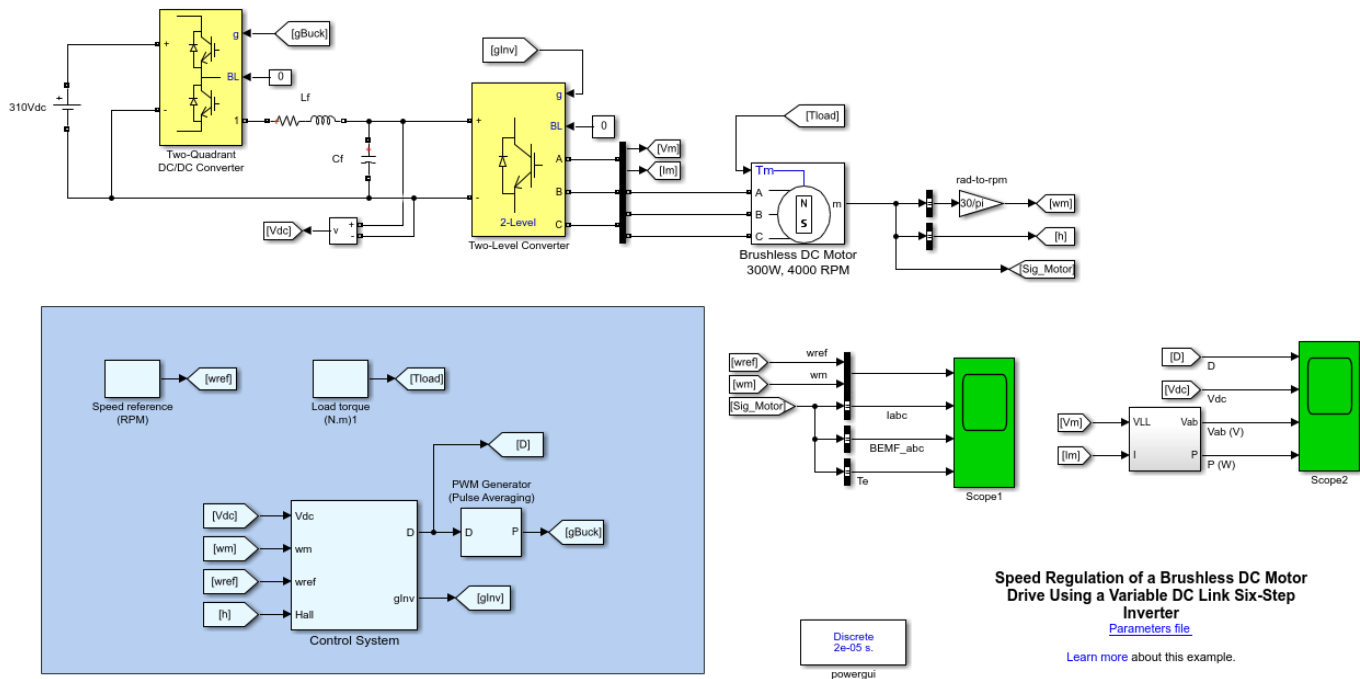 310Vdc
+
-
g
BL
1
Two-Quadrant
DC/DC Converter
[gBuck]
0
Lf
+
Cf
[Vdc]
v
+
-
[gInv]
+
-
g
BL
A
B
C
2-Level
Two-Level Converter
0
[Vm]
[Im]
[Tload]
Tm
A
B
C
N
S
m
Brushless DC Motor
300W, 4000 RPM
rad-to-rpm
30/pi
[wm]
[h]
[Sig_Motor]
Speed reference
(RPM)
[wref]
Load torque
(N.m)1
[Tload]
[D]
PWM Generator
(Pulse Averaging)
D
P
[gBuck]
[Vdc]
[wm]
[wref]
[h]
Vdc
wm
wref
Hall
D
gInv
Control System
[gInv]
[wref]
[wm]
[Sig_Motor]
wref
wm
Iabc
BEMF_abc
Te
Scope1
[D]
[Vdc]
[Vm]
[Im]
D
Vdc
VLL
I
Vab
P
Vab (V)
P (W)
Scope2
Discrete
2e-05 s.
powergui
Speed Regulation of a Brushless DC Motor
Drive Using a Variable DC Link Six-Step
Inverter
Parameters file
Learn more about this example.